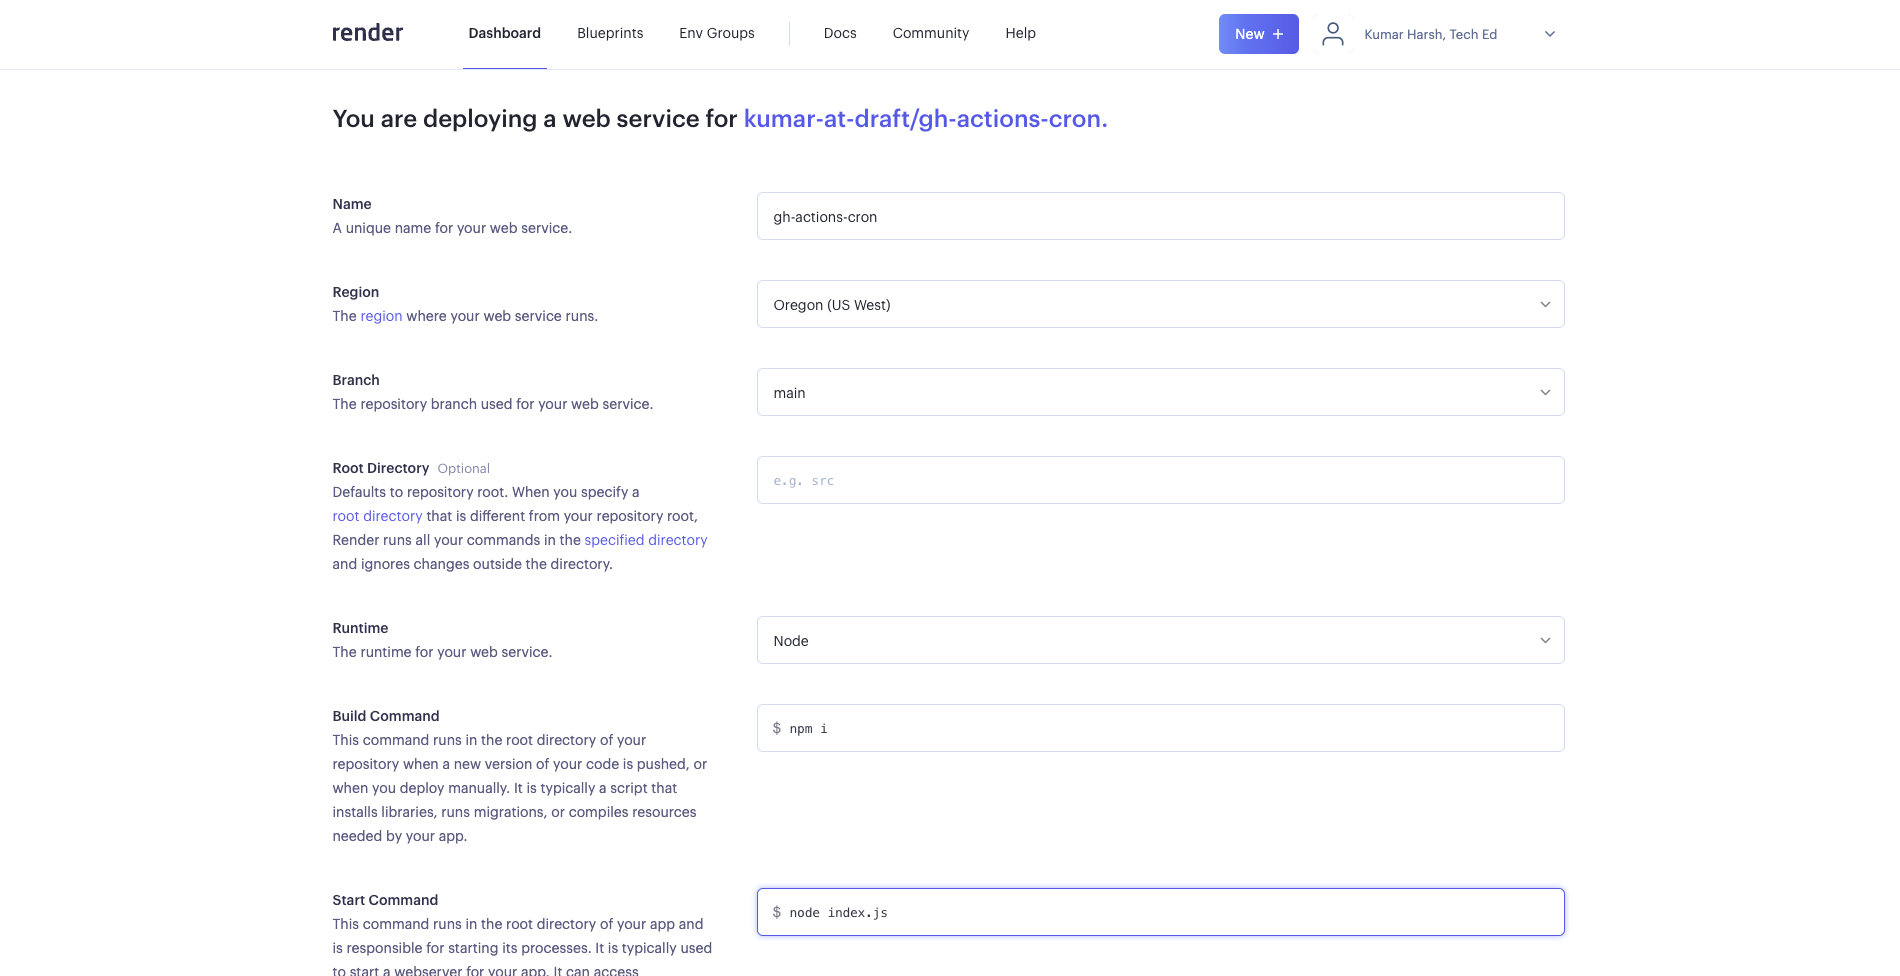 render Dashboard Blueprints Env Groups Docs Community Help New + Kumar Harsh, Tech Ed
You are deploying a web service for kumar-at-draft/gh-actions-cron.
Name
A unique name for your web service.
gh-actions-cron
Region
The region where your web service runs.
Oregon (US West)
Branch
The repository branch used for your web service.
main
Root Directory Optional
Defaults to repository root. When you specify a
root directory that is different from your repository root,
Render runs all your commands in the specified directory
and ignores changes outside the directory.
e.g. src
Runtime
The runtime for your web service.
Node
Build Command
This command runs in the root directory of your
repository when a new version of your code is pushed, or
when you deploy manually. It is typically a script that
installs libraries, runs migrations, or compiles resources
needed by your app.
$ npm i
Start Command
This command runs in the root directory of your app and
is responsible for starting its processes. It is typically used
to start a webserver for your app. It can access
$ node index.js